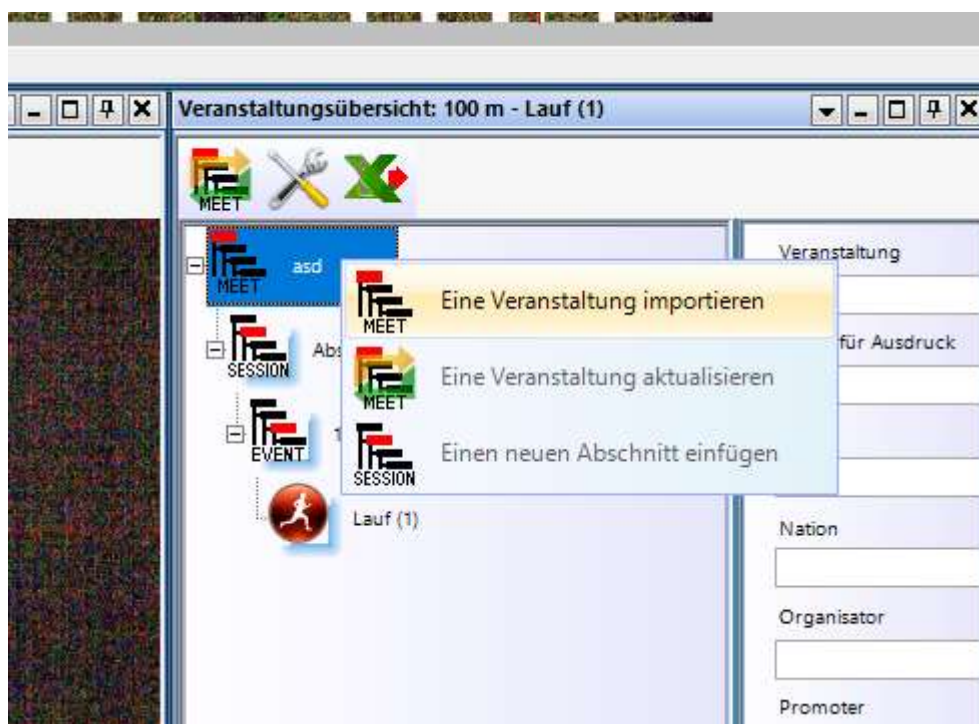 Veranstaltungsübersicht: 100 m - Lauf (1)
MEET
MEET asd
Veranstaltung
MEET Eine Veranstaltung importieren
für Ausdruck
SESSION
MEET Eine Veranstaltung aktualisieren
EVENT
SESSION Einen neuen Abschnitt einfügen
Lauf (1)
Nation
Organisator
Promoter